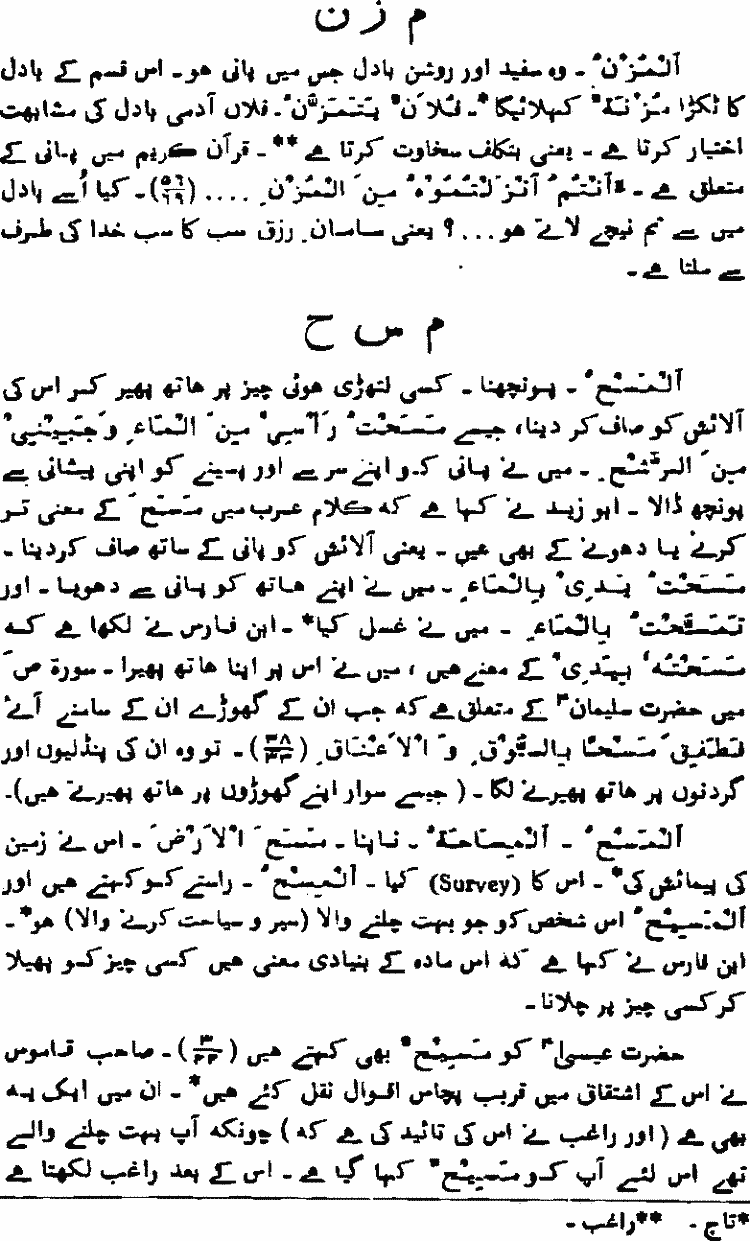 م ز ن
اَلْمُزْنُ ۔ وہ سفید اور روشن بادل جس میں پانی ہو۔ اس قسم کے بادل
کا ٹکڑا مُزْنَةٌ کہلائیگا*۔ فُلَانٌ یَتَمَزَّنُ۔ فلاں آدمی بادل کی مشابہت
اختیار کرتا ہے ۔ یعنی بتکلف سخاوت کرتا ہے** ۔ قرآن کریم میں پانی کے
متعلق ہے ۔ ءَاَنْتُمْ اَنْزَلْتُمُوْہُ مِنَ الْمُزْنِ .... (۵۶/۶۹)۔ کیا اُسے بادل
میں سے تم نیچے لاتے ہو...؟ یعنی سامانِ رزق سب کا سب خدا کی طرف
سے ملتا ہے ۔
م س ح
اَلْمَسْحُ ۔ پونچھنا ۔ کسی لتھڑی ہوئی چیز پر ہاتھ پھیر کر اس کی
آلائش کو صاف کر دینا، جیسے مَسَحْتُ رَاْسِیْ مِنَ الْمَاءِ وَجَبِیْنِیْ
مِنَ الرَّشْحِ ۔ میں نے پانی کو اپنے سر سے اور پسینے کو اپنی پیشانی سے
پونچھ ڈالا ۔ ابو زید نے کہا ہے کہ کلام عرب میں مَسْحَ کے معنی تر
کرنے یا دھونے کے بھی ہیں ۔ یعنی آلائش کو پانی کے ساتھ صاف کردینا ۔
مَسَحْتُ یَدِیْ بِالْمَاءِ ۔ میں نے اپنے ہاتھ کو پانی سے دھویا ۔ اور
تَمَسَّحْتُ بِالْمَاءِ ۔ میں نے غسل کیا*۔ ابن فارس نے لکھا ہے کہ
مَسَحْتُہُ بِیَدِیْ کے معنے ہیں ، میں نے اس پر اپنا ہاتھ پھیرا ۔ سورۃ صٓ
میں حضرت سلیمانؑ کے متعلق ہے کہ جب ان کے گھوڑے ان کے سامنے آئے
فَطَفِقَ مَسْحًا بِالسُّوْقِ وَ الْاَعْنَاقِ (۳۸/۳۳)۔ تو وہ ان کی پنڈلیوں اور
گردنوں پر ہاتھ پھیرنے لگا ۔ ( جیسے سوار اپنے گھوڑوں پر ہاتھ پھیرتے ہیں)۔
اَلْمَسْحُ ۔ اَلْمِسَاحَةُ ۔ ناپنا ۔ مَسَحَ الْاَرْضَ ۔ اس نے زمین
کی پیمائش کی* ۔ اس کا (Survey) کیا ۔ اَلْمِسْحُ ۔ راستے کو کہتے ہیں اور
اَلْمَسِیْحُ اس شخص کو جو بہت چلنے والا (سیر و سیاحت کرنے والا) ہو*۔
ابن فارس نے کہا ہے کہ اس مادہ کے بنیادی معنی ہیں کسی چیز کو پھیلا
کر کسی چیز پر چلانا ۔
حضرت عیسیٰؑ کو مَسِیْحٌ بھی کہتے ہیں (۳/۴۴)۔ صاحب قاموس
نے اس کے اشتقاق میں قریب پچاس اقوال نقل کئے ہیں*۔ ان میں ایک یہ
بھی ہے (اور راغب نے اس کی تائید کی ہے کہ) چونکہ آپ بہت چلنے والے
تھے اس لئے آپ کو مَسِیْحٌ کہا گیا ہے ۔ اس کے بعد راغب لکھتا ہے
*تاج ۔ **راغب ۔